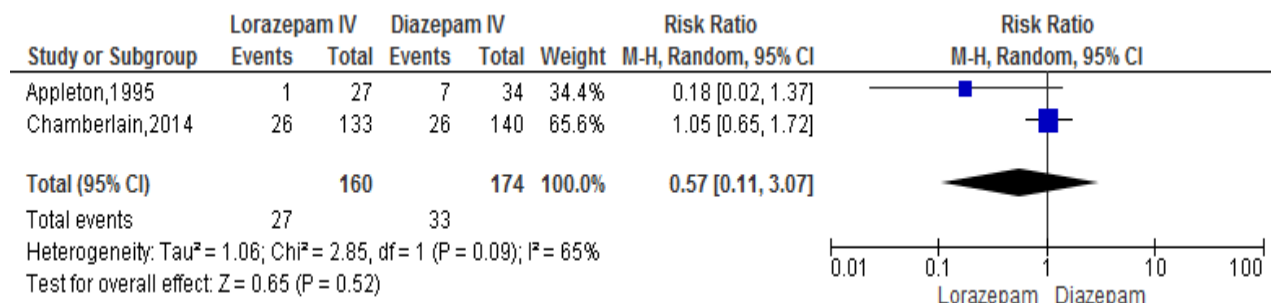 Lorazepam IV Diazepam IV Risk Ratio Risk Ratio
Study or Subgroup Events Total Events Total Weight M-H, Random, 95% CI M-H, Random, 95% CI
Appleton,1995 1 27 7 34 34.4% 0.18 [0.02, 1.37]
Chamberlain,2014 26 133 26 140 65.6% 1.05 [0.65, 1.72]
Total (95% CI) 160 174 100.0% 0.57 [0.11, 3.07]
Total events 27 33
Heterogeneity: Tau² = 1.06; Chi² = 2.85, df = 1 (P = 0.09); I² = 65%
Test for overall effect: Z = 0.65 (P = 0.52)
0.01 0.1 1 10 100
Lorazepam Diazepam